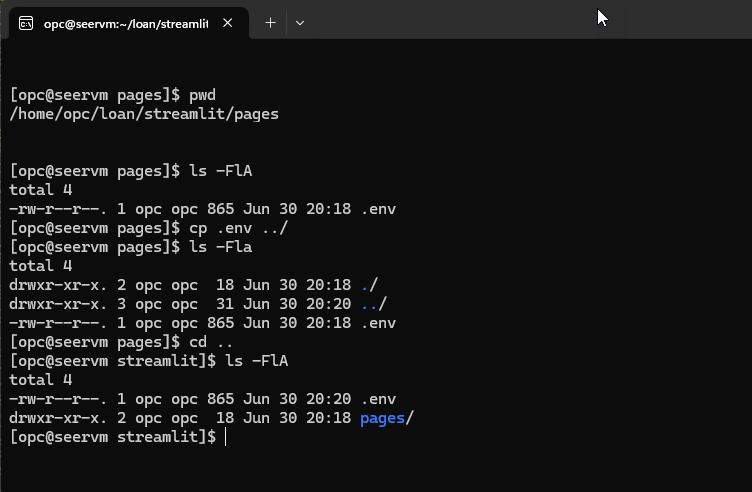 opc@seervm:~/loan/streamlit
[opc@seervm pages]$ pwd
/home/opc/loan/streamlit/pages
[opc@seervm pages]$ ls -FlA
total 4
-rw-r--r--. 1 opc opc 865 Jun 30 20:18 .env
[opc@seervm pages]$ cp .env ../
[opc@seervm pages]$ ls -Fla
total 4
drwxr-xr-x. 2 opc opc  18 Jun 30 20:18 ./
drwxr-xr-x. 3 opc opc  31 Jun 30 20:20 ../
-rw-r--r--. 1 opc opc 865 Jun 30 20:18 .env
[opc@seervm pages]$ cd ..
[opc@seervm streamlit]$ ls -FlA
total 4
-rw-r--r--. 1 opc opc 865 Jun 30 20:20 .env
drwxr-xr-x. 2 opc opc  18 Jun 30 20:18 pages/
[opc@seervm streamlit]$